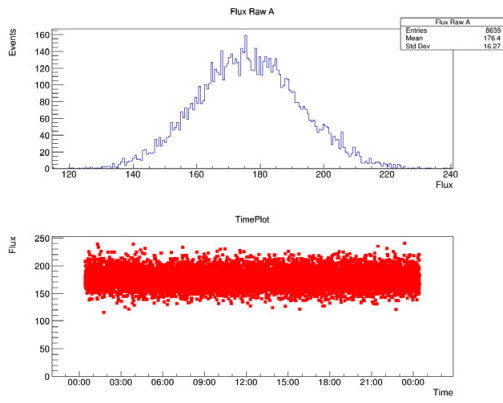 Flux Raw A
Flux Raw A
Entries 8639
Mean 176.4
Std Dev 16.27
Events
160
140
120
100
80
60
40
20
0
120 140 160 180 200 220 240
Flux
TimePlot
Flux
250
200
150
100
50
0
00:00 03:00 06:00 09:00 12:00 15:00 18:00 21:00 00:00
Time